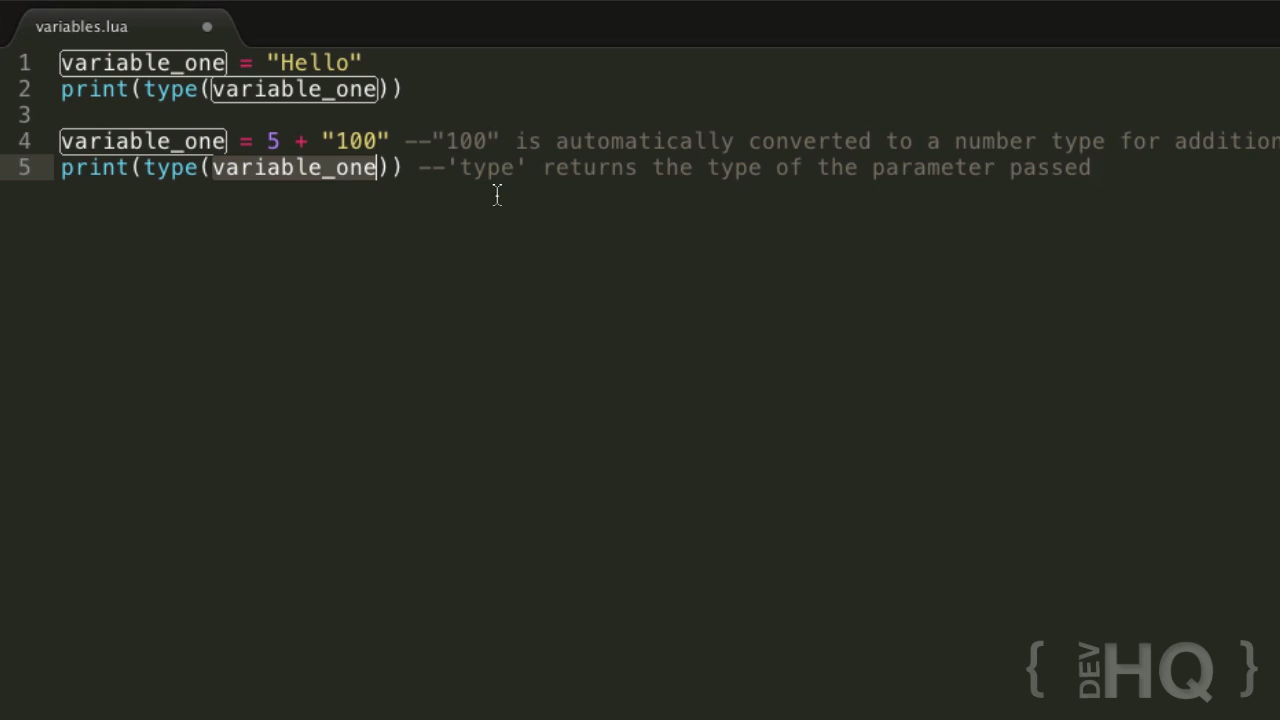 variables.lua
1 variable_one = "Hello"
2 print(type(variable_one))
3
4 variable_one = 5 + "100" --"100" is automatically converted to a number type for addition
5 print(type(variable_one)) --'type' returns the type of the parameter passed
{ DEV HQ }